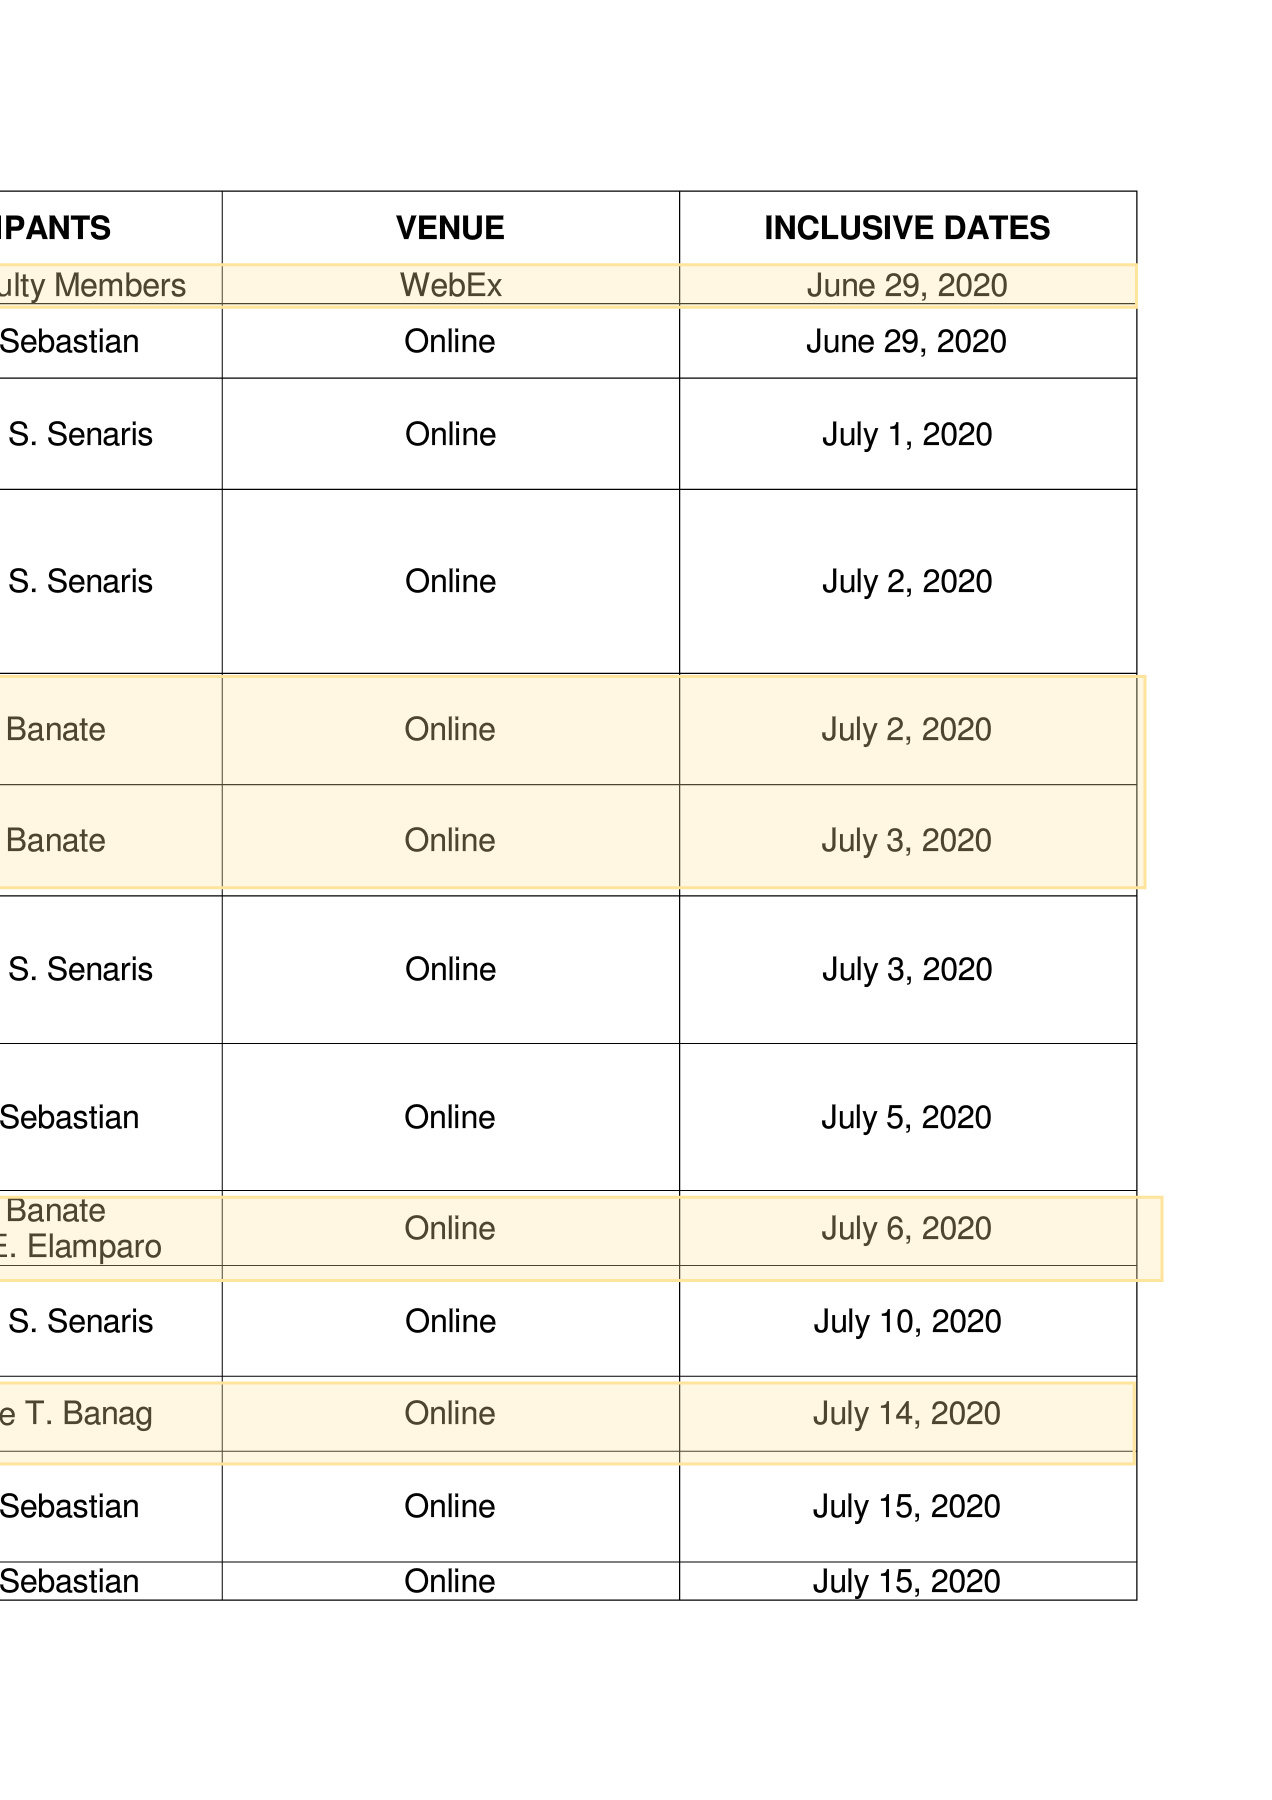 IPANTS VENUE INCLUSIVE DATES
ulty Members WebEx June 29, 2020
Sebastian Online June 29, 2020
S. Senaris Online July 1, 2020
S. Senaris Online July 2, 2020
Banate Online July 2, 2020
Banate Online July 3, 2020
S. Senaris Online July 3, 2020
Sebastian Online July 5, 2020
Banate
E. Elamparo Online July 6, 2020
S. Senaris Online July 10, 2020
e T. Banag Online July 14, 2020
Sebastian Online July 15, 2020
Sebastian Online July 15, 2020